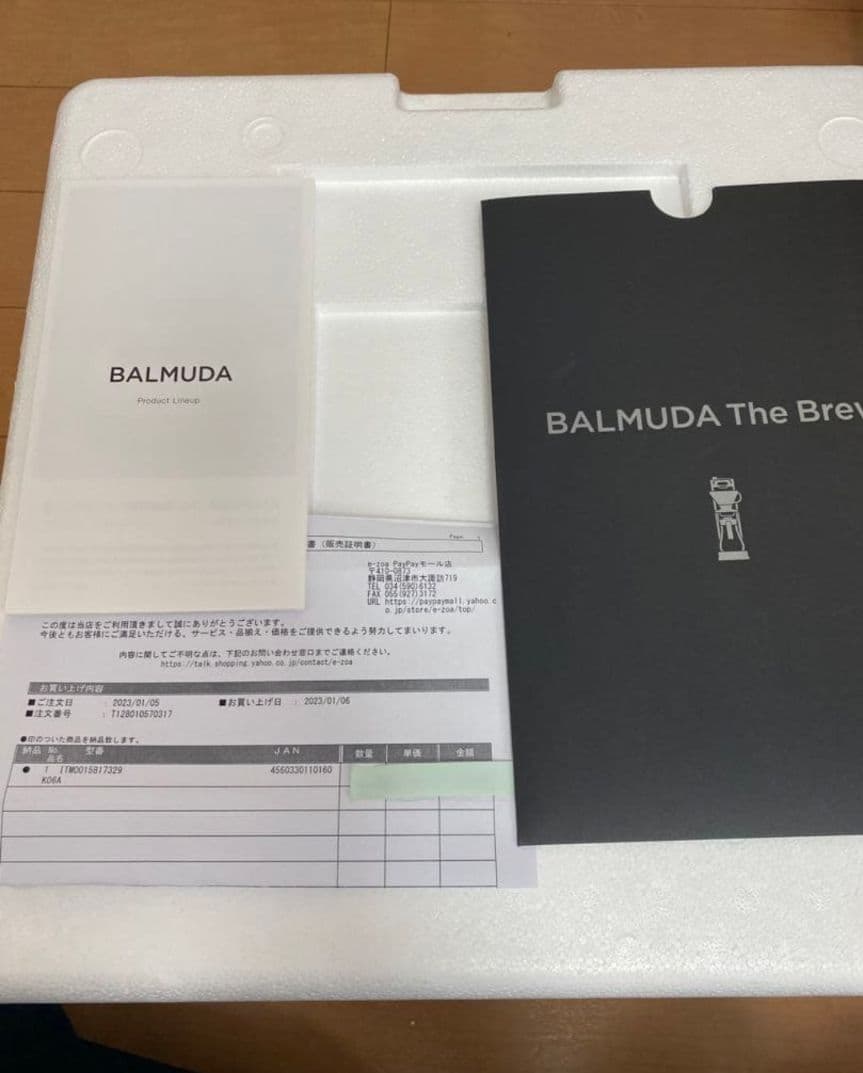 BALMUDA
Product Lineup
BALMUDA The Brew
書（販売証明書）
Page:
e-zoa PayPayモール店
〒410-0873
静岡県沼津市大諏訪719
TEL 034(590)6132
FAX 055(927)3172
URL https://paypaymall.yahoo.c
o.jp/store/e-zoa/top/
この度は当店をご利用頂きまして誠にありがとうございます。
今後ともお客様にご満足いただける、サービス・品揃え・価格をご提供できるよう努力してまいります。
内容に関してご不明な点は、下記のお問い合わせ窓口までご連絡ください。
https://talk.shopping.yahoo.co.jp/contact/e-zoa
お買い上げ内容
■ご注文日 : 2023/01/05 ■お買い上げ日 : 2023/01/06
■注文番号 : T128010570317
●印のついた商品を納品致します。
納品 No. 型番 JAN 数量 単価 金額
品名
● 1 ITM0015817329 4560330110160
K06A